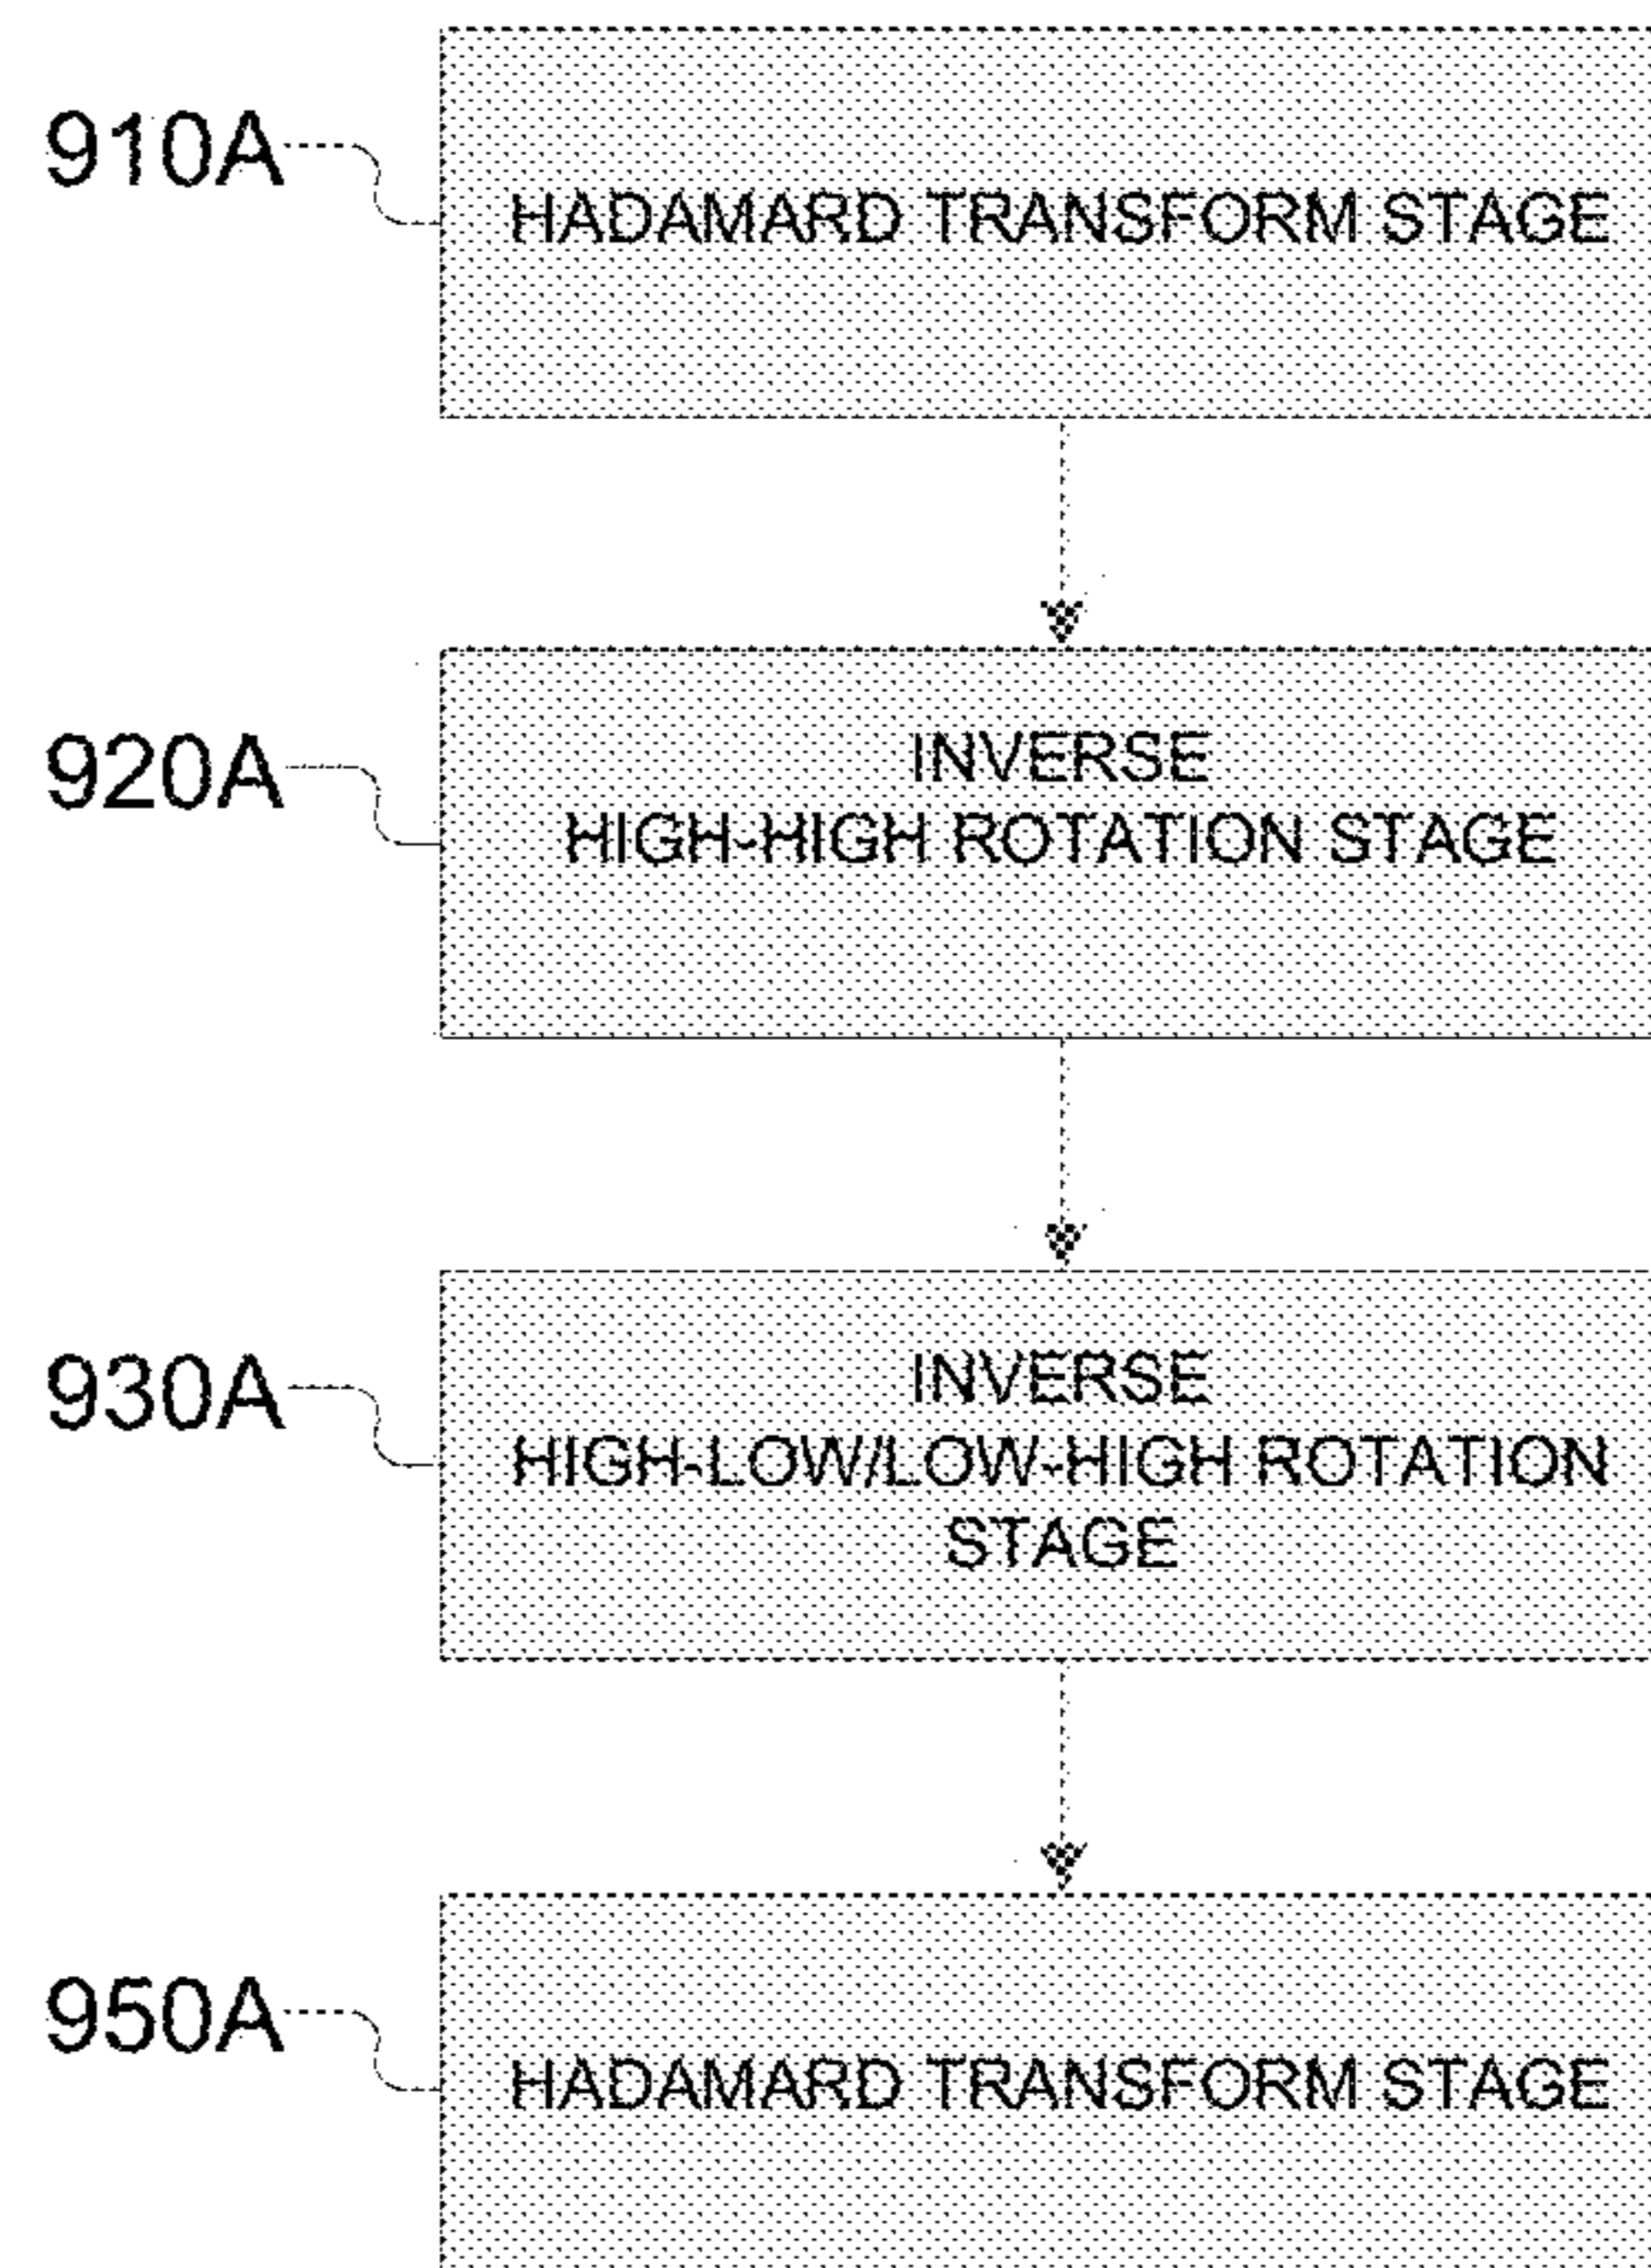 910A
HADAMARD TRANSFORM STAGE
920A
INVERSE
HIGH-HIGH ROTATION STAGE
930A
INVERSE
HIGH-LOW/LOW-HIGH ROTATION
STAGE
950A
HADAMARD TRANSFORM STAGE